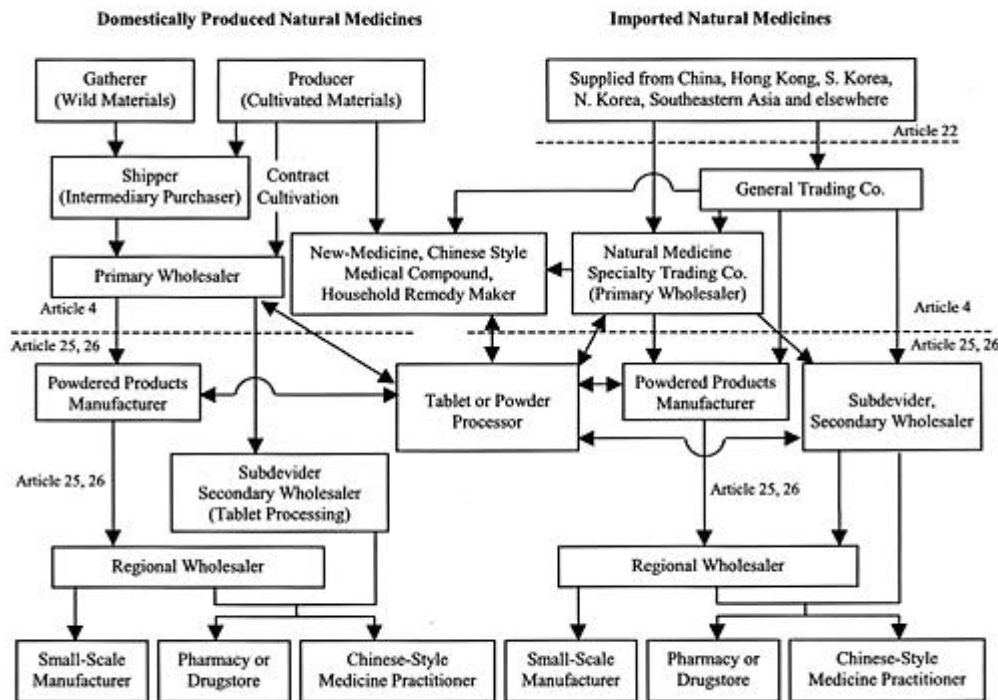 Domestically Produced Natural Medicines
Imported Natural Medicines
Gatherer
(Wild Materials)
Producer
(Cultivated Materials)
Supplied from China, Hong Kong, S. Korea,
N. Korea, Southeastern Asia and elsewhere
Article 22
Shipper
(Intermediary Purchaser)
Contract
Cultivation
General Trading Co.
Primary Wholesaler
New-Medicine, Chinese Style
Medical Compound,
Household Remedy Maker
Natural Medicine
Specialty Trading Co.
(Primary Wholesaler)
Article 4
Article 4
Article 25, 26
Article 25, 26
Powdered Products
Manufacturer
Tablet or Powder
Processor
Powdered Products
Manufacturer
Subdevider,
Secondary Wholesaler
Article 25, 26
Subdevider
Secondary Wholesaler
(Tablet Processing)
Article 25, 26
Regional Wholesaler
Regional Wholesaler
Small-Scale
Manufacturer
Pharmacy or
Drugstore
Chinese-Style
Medicine Practitioner
Small-Scale
Manufacturer
Pharmacy or
Drugstore
Chinese-Style
Medicine Practitioner